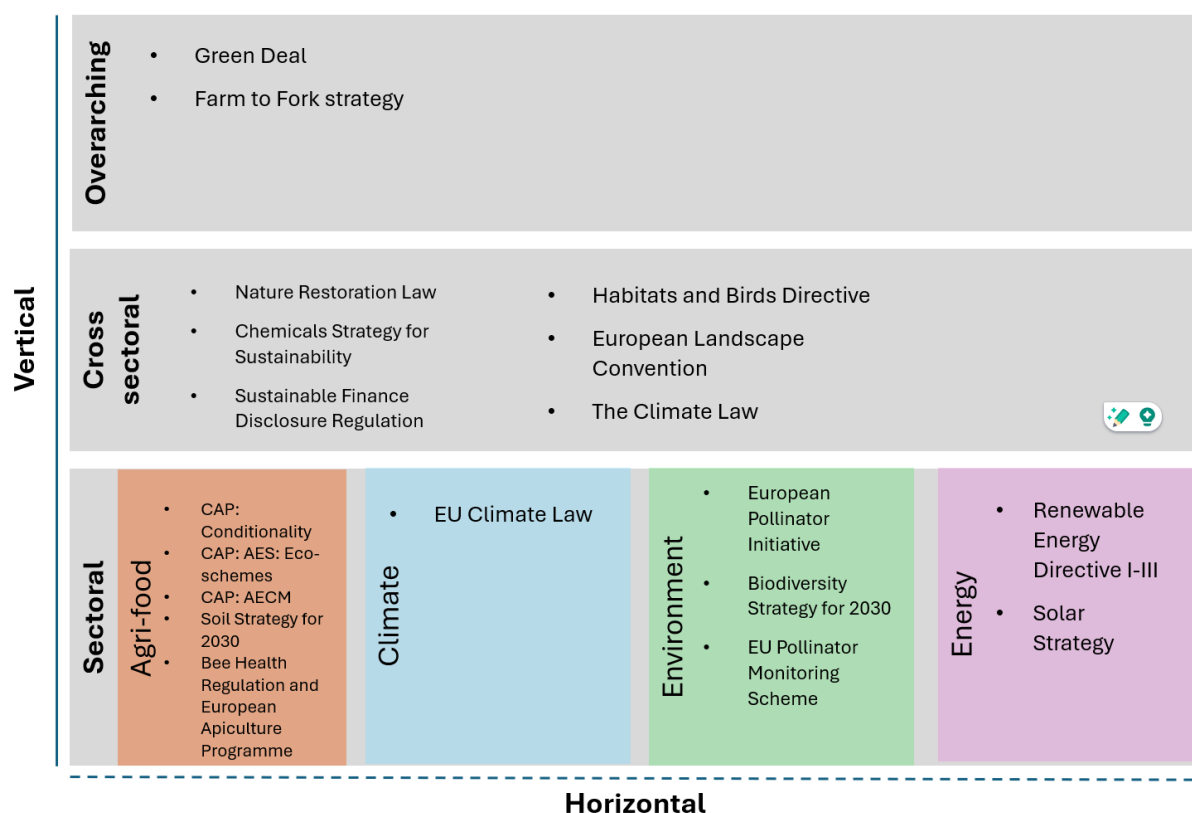 Vertical
Overarching
• Green Deal
• Farm to Fork strategy
Cross
sectoral
• Nature Restoration Law
• Chemicals Strategy for
Sustainability
• Sustainable Finance
Disclosure Regulation
• Habitats and Birds Directive
• European Landscape
Convention
• The Climate Law
Sectoral
Agri-food
• CAP:
Conditionality
• CAP: AES: Eco-
schemes
• CAP: AECM
• Soil Strategy for
2030
• Bee Health
Regulation and
European
Apiculture
Programme
Climate
• EU Climate Law
Environment
• European
Pollinator
Initiative
• Biodiversity
Strategy for 2030
• EU Pollinator
Monitoring
Scheme
Energy
• Renewable
Energy
Directive I-III
• Solar
Strategy
Horizontal